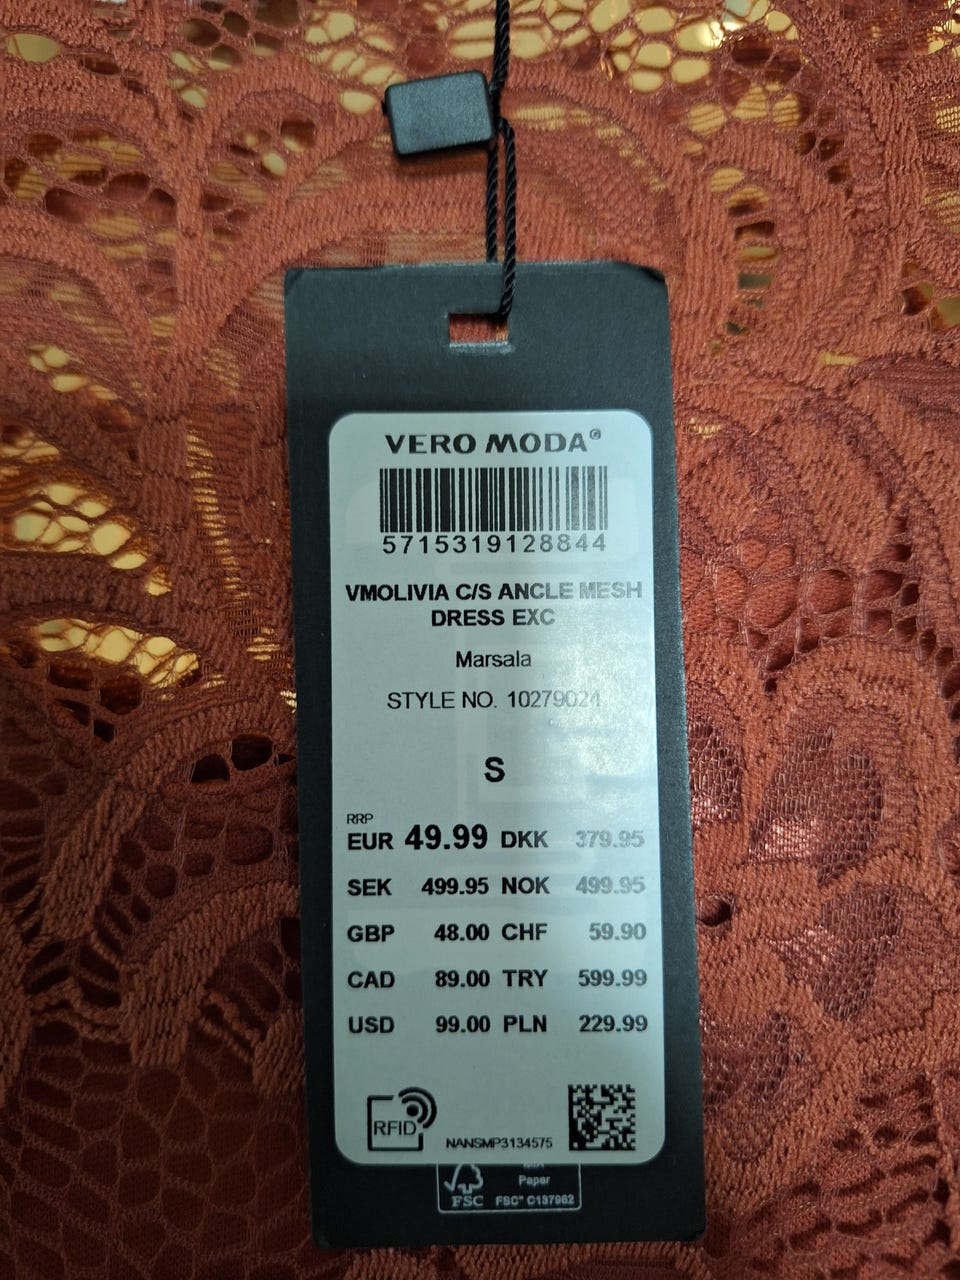 VERO MODA®
5715319128844
VMOLIVIA C/S ANCLE MESH
DRESS EXC
Marsala
STYLE NO. 10279024
S
RRP
EUR 49.99 DKK 379.95
SEK 499.95 NOK 499.95
GBP 48.00 CHF 59.90
CAD 89.00 TRY 599.99
USD 99.00 PLN 229.99
RFID
NANSMP3134575
Paper
FSC FSC® C137962